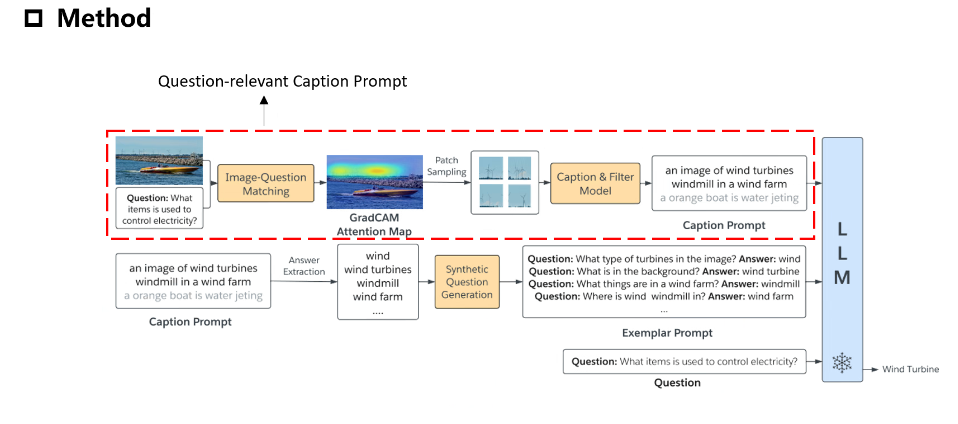 Method
Question-relevant Caption Prompt
Question: What
items is used to
control electricity?
Image-Question
Matching
GradCAM
Attention Map
Patch
Sampling
Caption & Filter
Model
an image of wind turbines
windmill in a wind farm
a orange boat is water jeting
Caption Prompt
an image of wind turbines
windmill in a wind farm
a orange boat is water jeting
Caption Prompt
Answer
Extraction
wind
wind turbines
windmill
wind farm
....
Synthetic
Question
Generation
Question: What type of turbines in the image? Answer: wind
Question: What is in the background? Answer: wind turbine
Question: What things are in a wind farm? Answer: windmill
Question: Where is wind windmill in? Answer: wind farm
...
Exemplar Prompt
Question: What items is used to control electricity?
Question
L
L
M
Wind Turbine